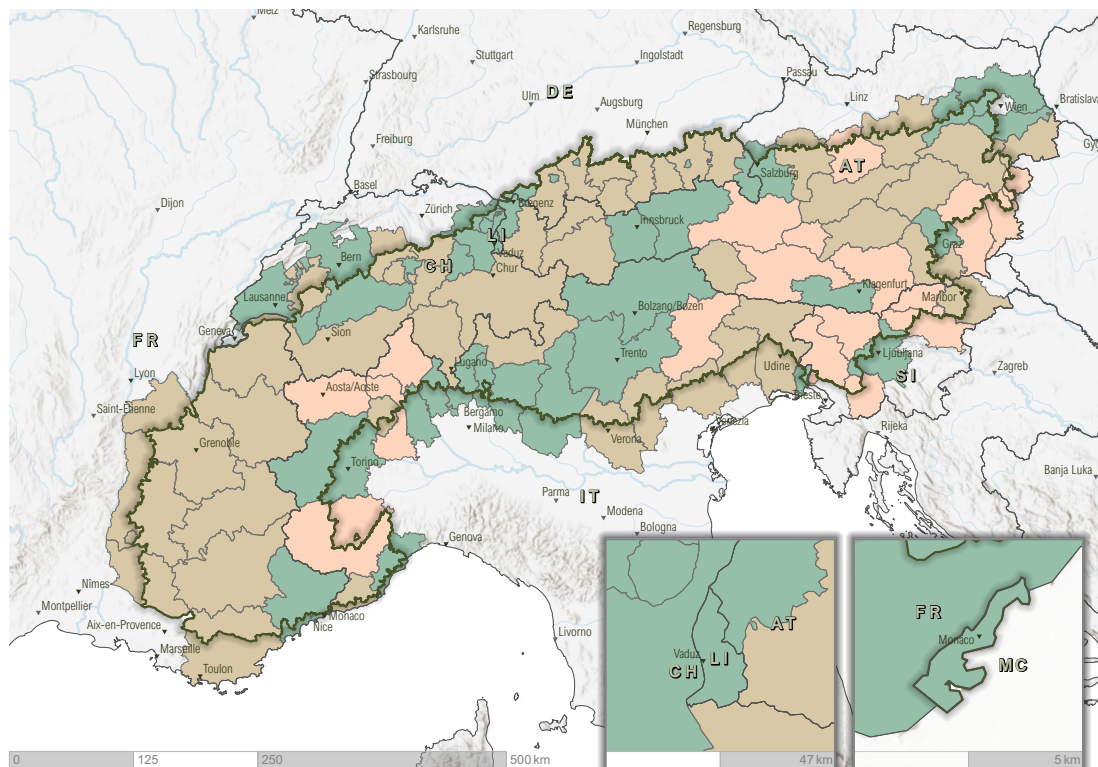 Metz
Karlsruhe
Regensburg
Stuttgart
Ingolstadt
Strasbourg
Passau
DE
Ulm
Augsburg
Linz
Wien
Bratislava
München
Freiburg
AT
Salzburg
Basel
Dijon
Zürich
Bregenz
Innsbruck
LI
Graz
Bern
Vaduz
CH
Chur
Klagenfurt
Lausanne
Bolzano/Bozen
Maribor
Geneva
Sion
FR
Trento
Ljubljana
Lugano
Udine
SI
Zagreb
Lyon
Aosta/Aoste
Trieste
Saint-Étienne
Bergamo
Milano
Venezia
Rijeka
Grenoble
Verona
Torino
Banja Luka
Parma
IT
Modena
Bologna
Genova
Nîmes
Montpellier
Monaco
Nice
Aix-en-Provence
Livorno
Marseille
Toulon
AT
Vaduz
LI
CH
FR
Monaco
MC
0
125
250
500 km
47 km
5 km